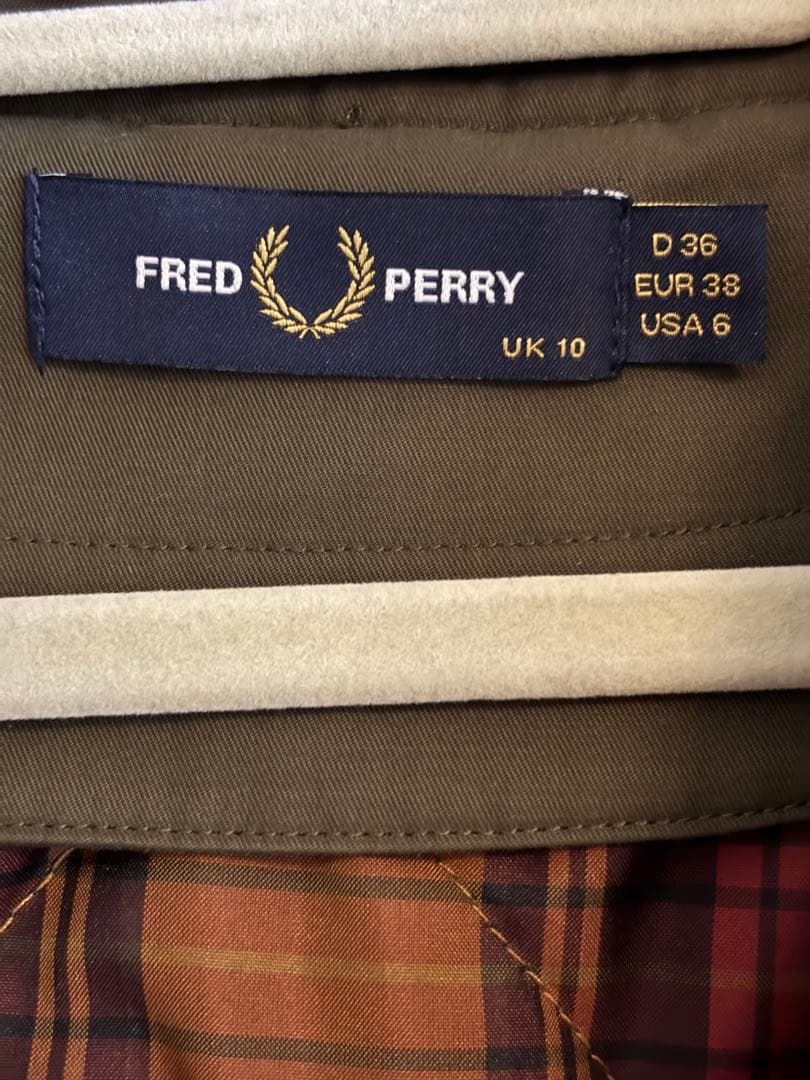 FRED PERRY
UK 10
D 36
EUR 38
USA 6